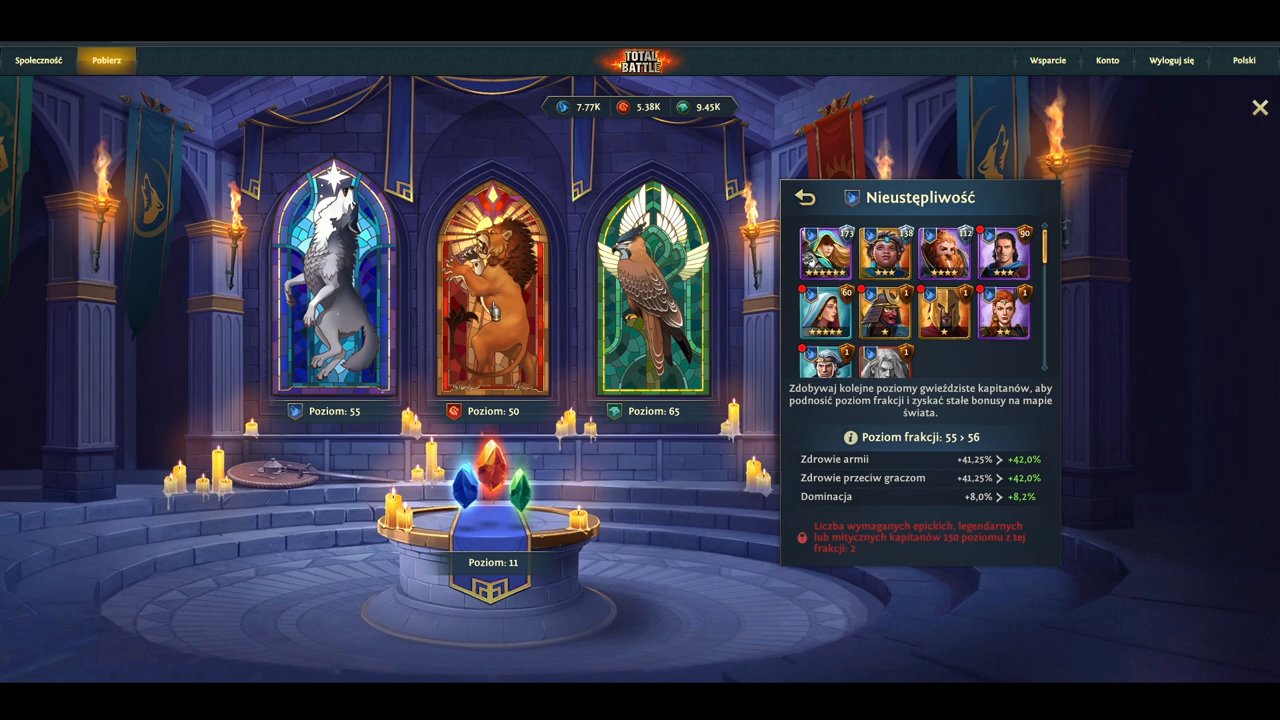 Społeczność
Pobierz
TOTAL
BATTLE
Wsparcie
Konto
Wyloguj się
Polski
7.77K
5.38K
9.45K
Nieustępliwość
173
138
112
90
60
1
1
1
1
1
Zdobywaj kolejne poziomy gwieździste kapitanów, aby
podnosić poziom frakcji i zyskać stałe bonusy na mapie
świata.
Poziom frakcji: 55 > 56
Zdrowie armii +41,25% > +42,0%
Zdrowie przeciw graczom +41,25% > +42,0%
Dominacja +8,0% > +8,2%
Liczba wymaganych epickich, legendarnych
lub mitycznych kapitanów 150 poziomu z tej
frakcji: 2
Poziom: 55
Poziom: 50
Poziom: 65
Poziom: 11